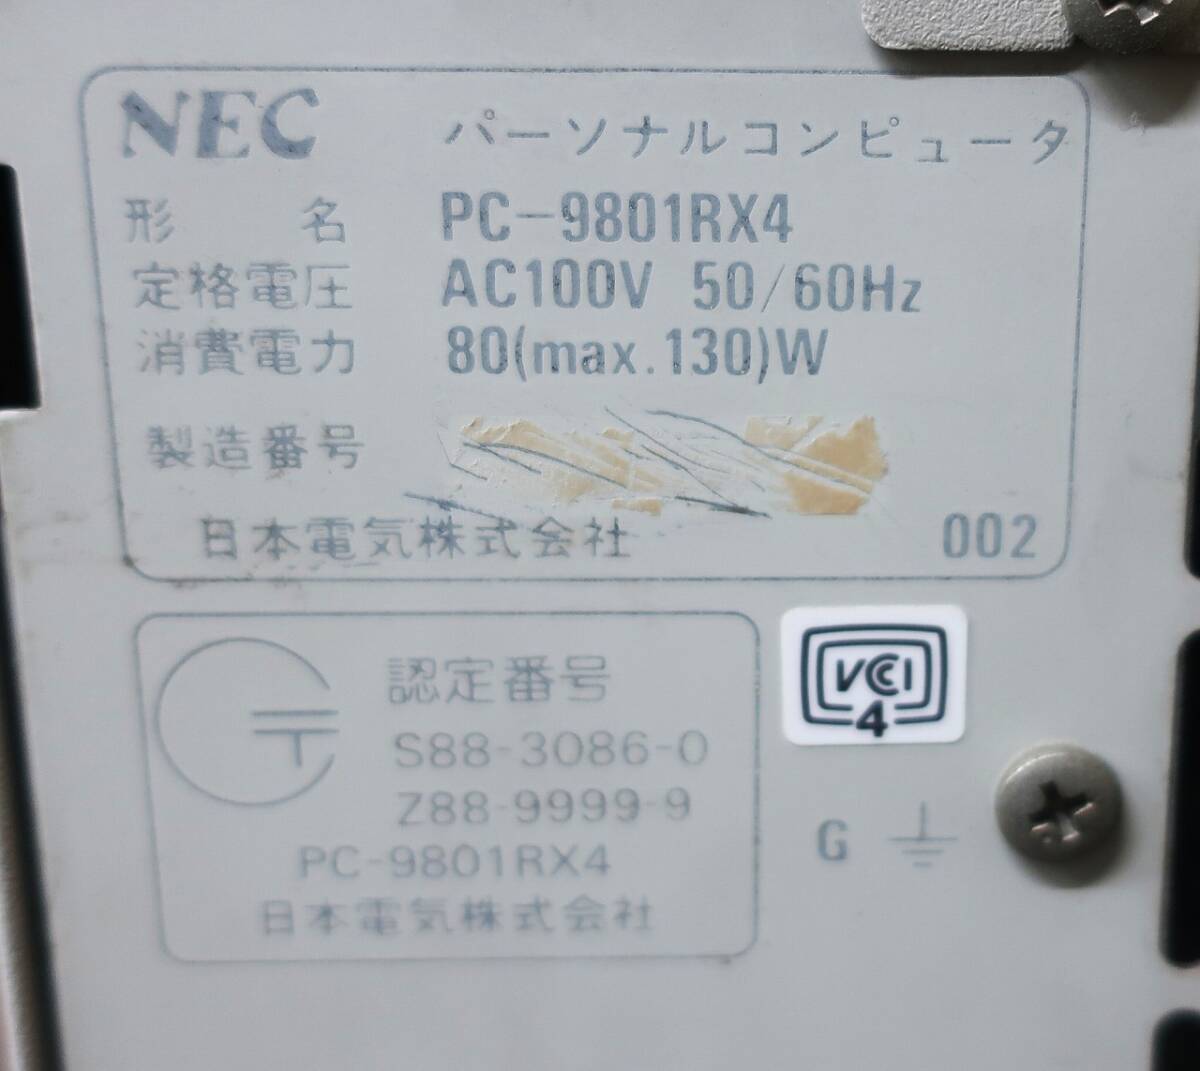 NEC パーソナルコンピュータ
形名 PC-9801RX4
定格電圧 AC100V 50/60Hz
消費電力 80(max.130)W
製造番号
日本電気株式会社 002
認定番号
S88-3086-0
Z88-9999-9
PC-9801RX4
日本電気株式会社
VCCI
4
G